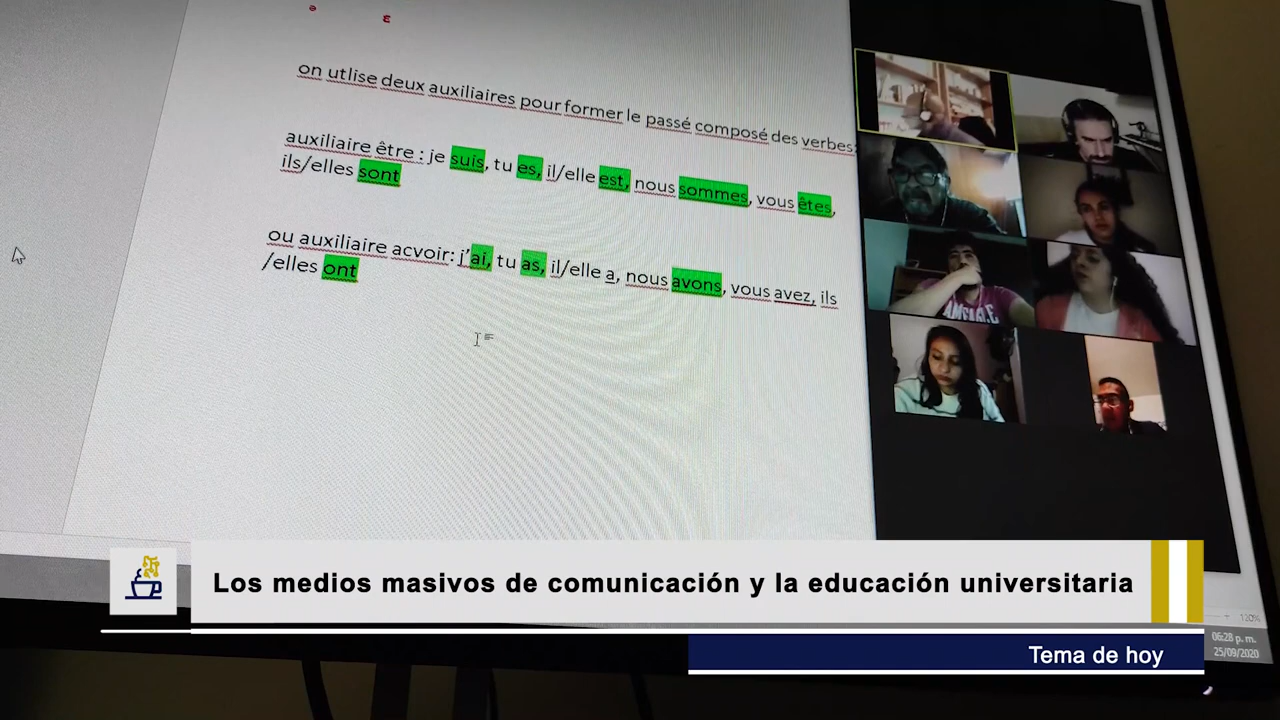 e ε
on utlise deux auxiliaires pour former le passé composé des verbes:
auxiliaire être : je suis, tu es, il/elle est, nous sommes, vous êtes,
ils/elles sont
ou auxiliaire acvoir: j'ai, tu as, il/elle a, nous avons, vous avez, ils
/elles ont
Los medios masivos de comunicación y la educación universitaria
Tema de hoy
120%
06:28 p. m.
25/09/2020